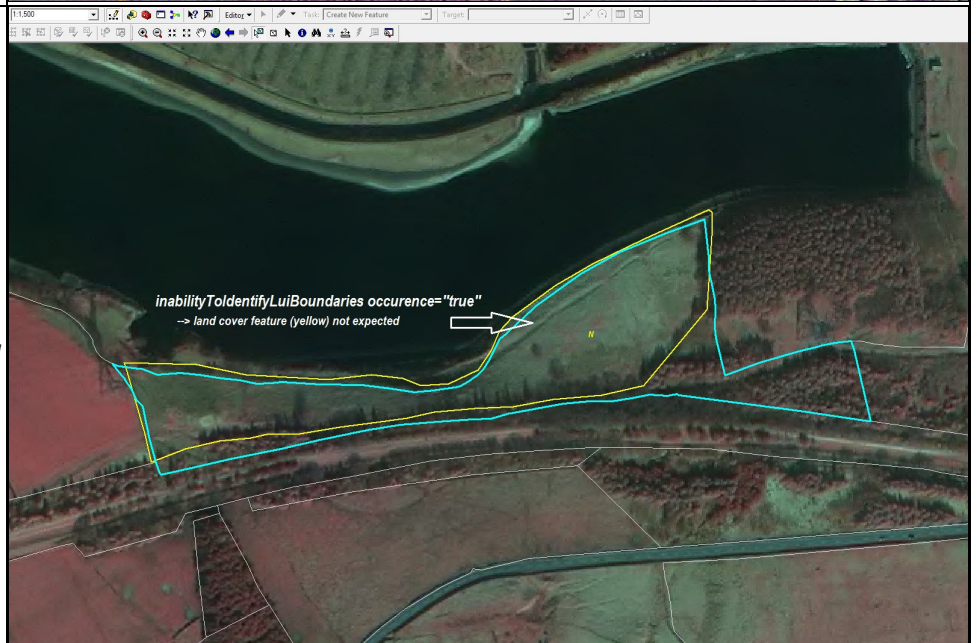 1:1,500
Editor
Task:
Create New Feature
Target:
inabilityToIdentifyLuiBoundaries occurence="true"
--> land cover feature (yellow) not expected
N